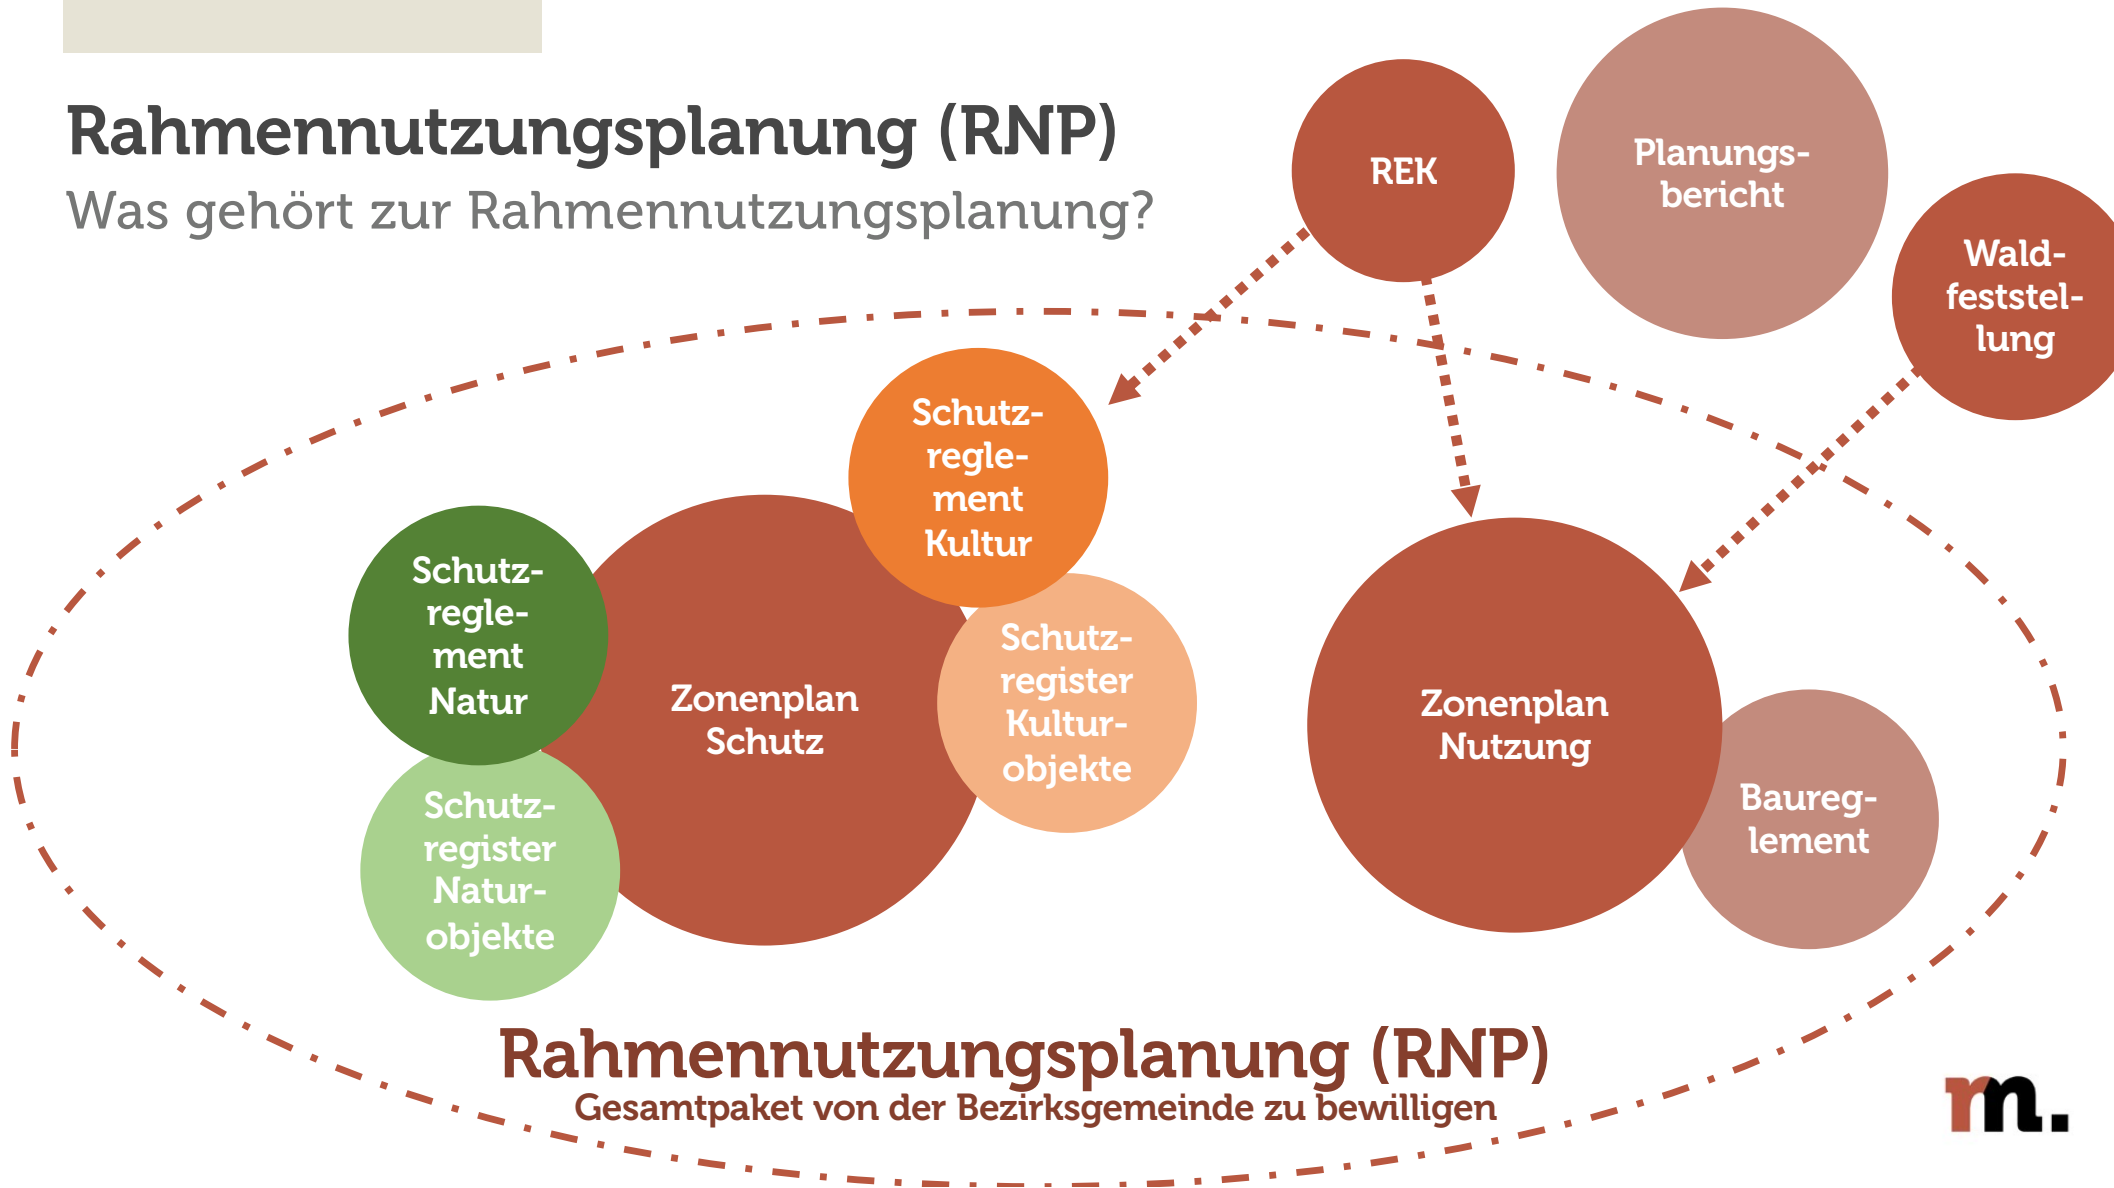 Rahmennutzungsplanung (RNP)
Was gehört zur Rahmennutzungsplanung?
REK
Planungs-
bericht
Wald-
feststel-
lung
Schutz-
regle-
ment
Kultur
Schutz-
regle-
ment
Natur
Zonenplan
Schutz
Schutz-
register
Kultur-
objekte
Schutz-
register
Natur-
objekte
Zonenplan
Nutzung
Baureg-
lement
Rahmennutzungsplanung (RNP)
Gesamtpaket von der Bezirksgemeinde zu bewilligen
rm.